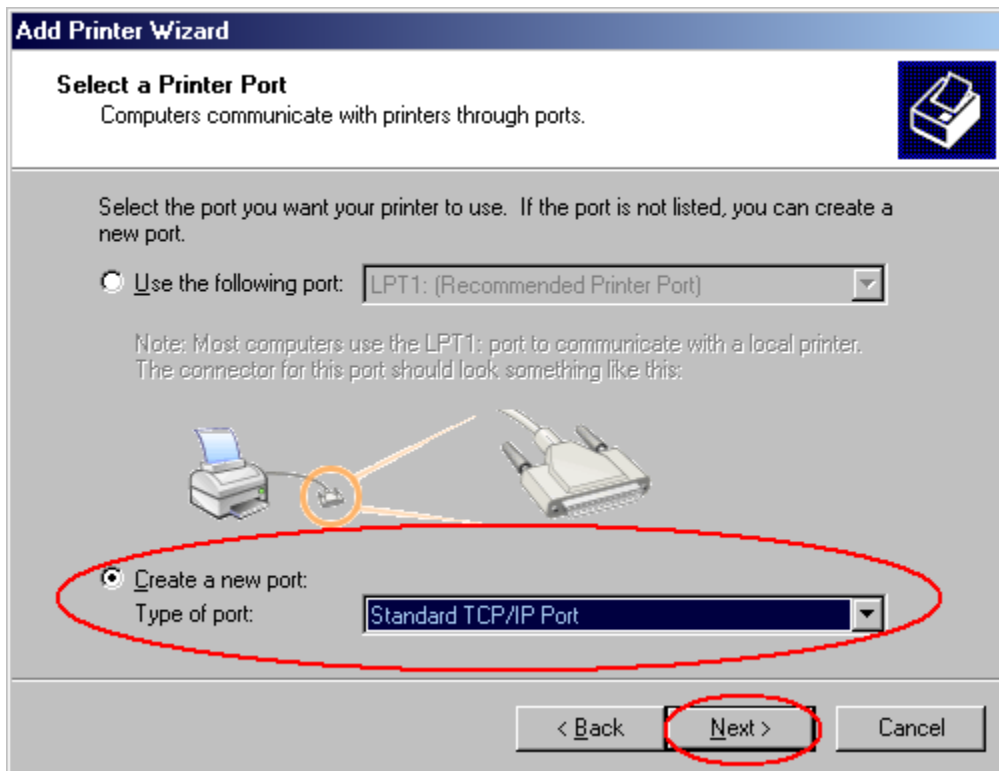 Add Printer Wizard
Select a Printer Port
Computers communicate with printers through ports.
Select the port you want your printer to use.  If the port is not listed, you can create a
new port.
Use the following port:
LPT1: (Recommended Printer Port)
Note: Most computers use the LPT1: port to communicate with a local printer.
The connector for this port should look something like this:
Create a new port:
Type of port:
Standard TCP/IP Port
< Back
Next >
Cancel